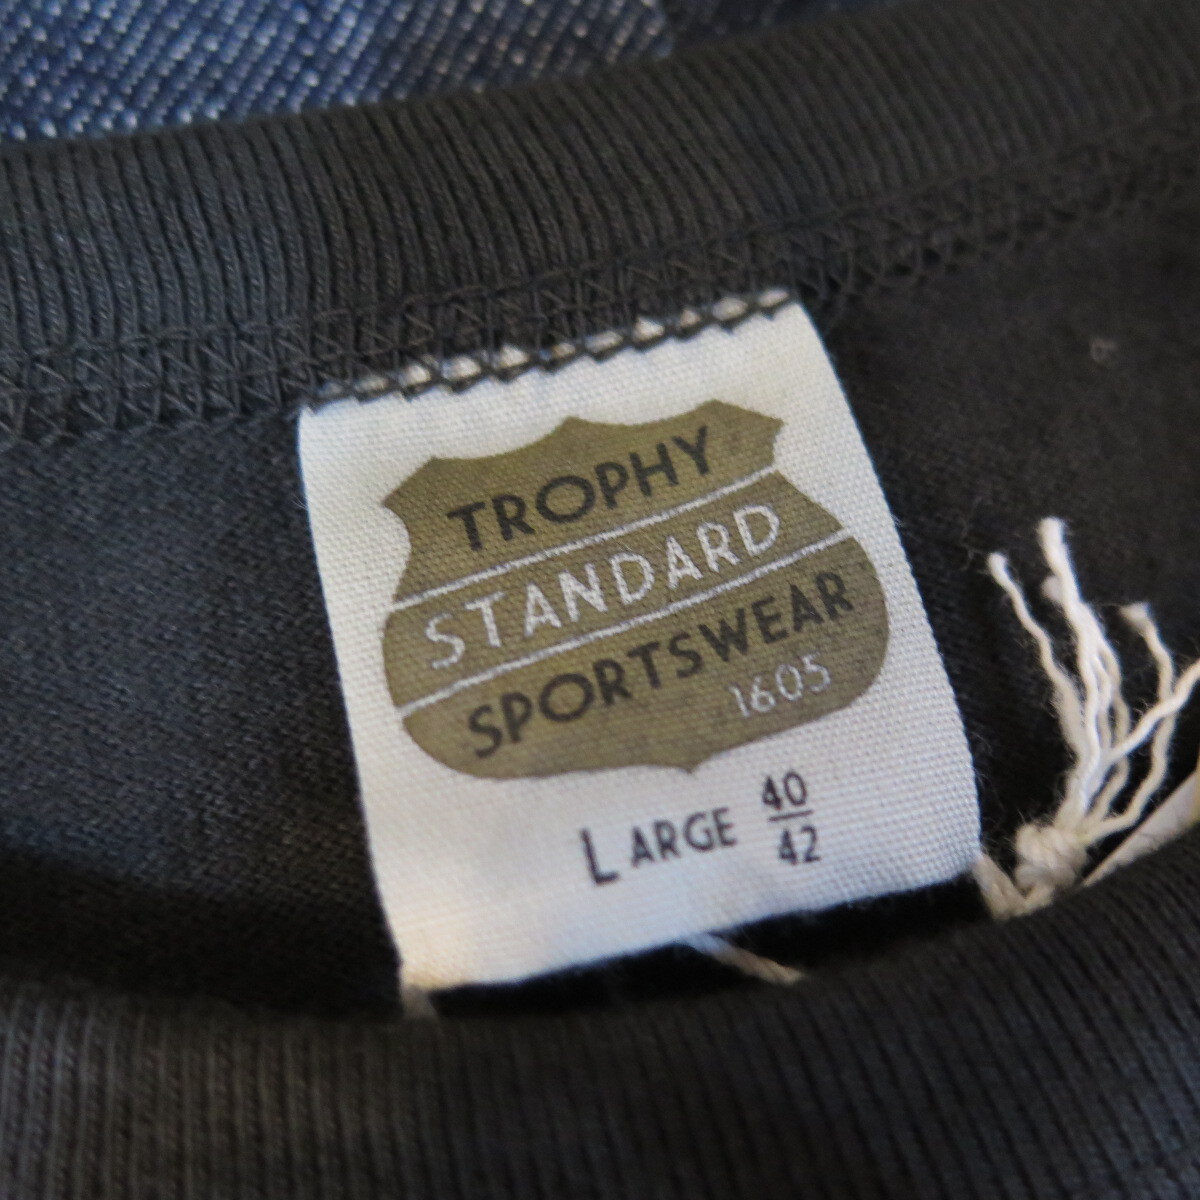 TROPHY
STANDARD
SPORTSWEAR
1605
LARGE 40/42